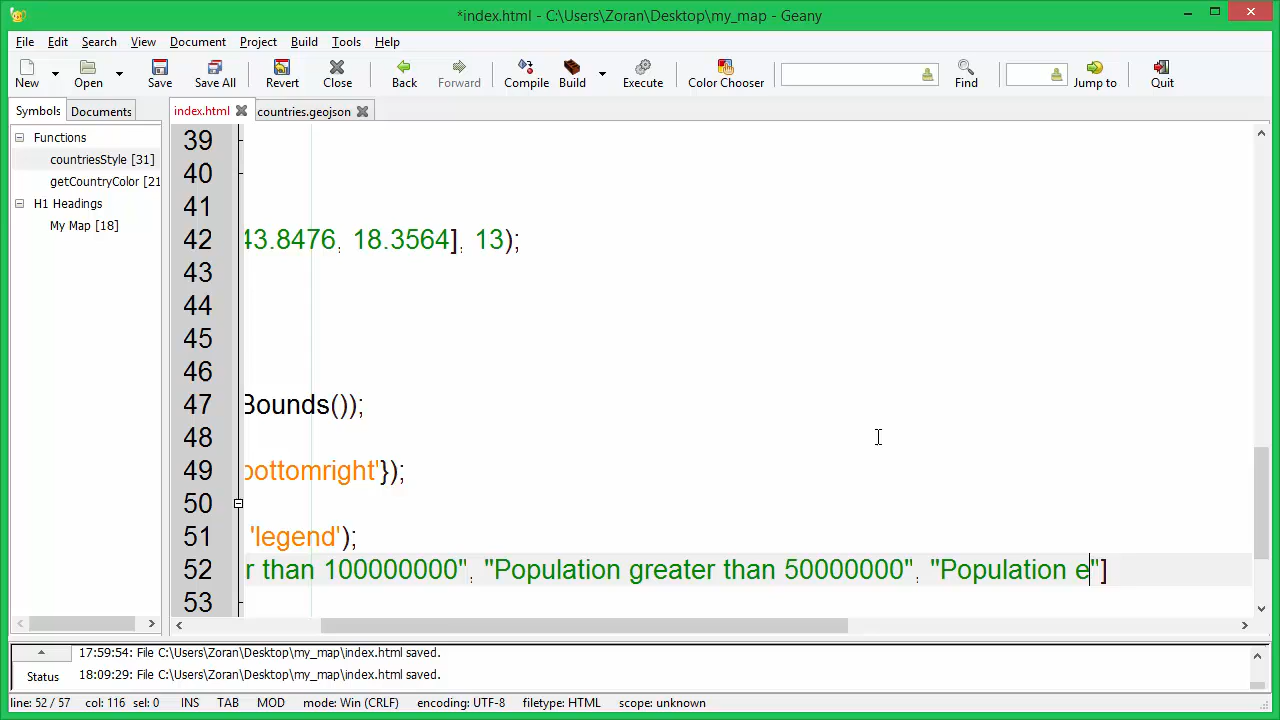 *index.html - C:\Users\Zoran\Desktop\my_map - Geany
File Edit Search View Document Project Build Tools Help
New Open Save Save All Revert Close Back Forward Compile Build Execute Color Chooser Find Jump to Quit
Symbols Documents index.html countries.geojson
Functions
countriesStyle [31]
getCountryColor [21
H1 Headings
My Map [18]
39
40
41
42 43.8476, 18.3564], 13);
43
44
45
46
47 Bounds());
48
49 bottomright'});
50
51 'legend');
52 r than 100000000", "Population greater than 50000000", "Population e"]
53
17:59:54: File C:\Users\Zoran\Desktop\my_map\index.html saved.
Status 18:09:29: File C:\Users\Zoran\Desktop\my_map\index.html saved.
line: 52 / 57 col: 116 sel: 0 INS TAB MOD mode: Win (CRLF) encoding: UTF-8 filetype: HTML scope: unknown